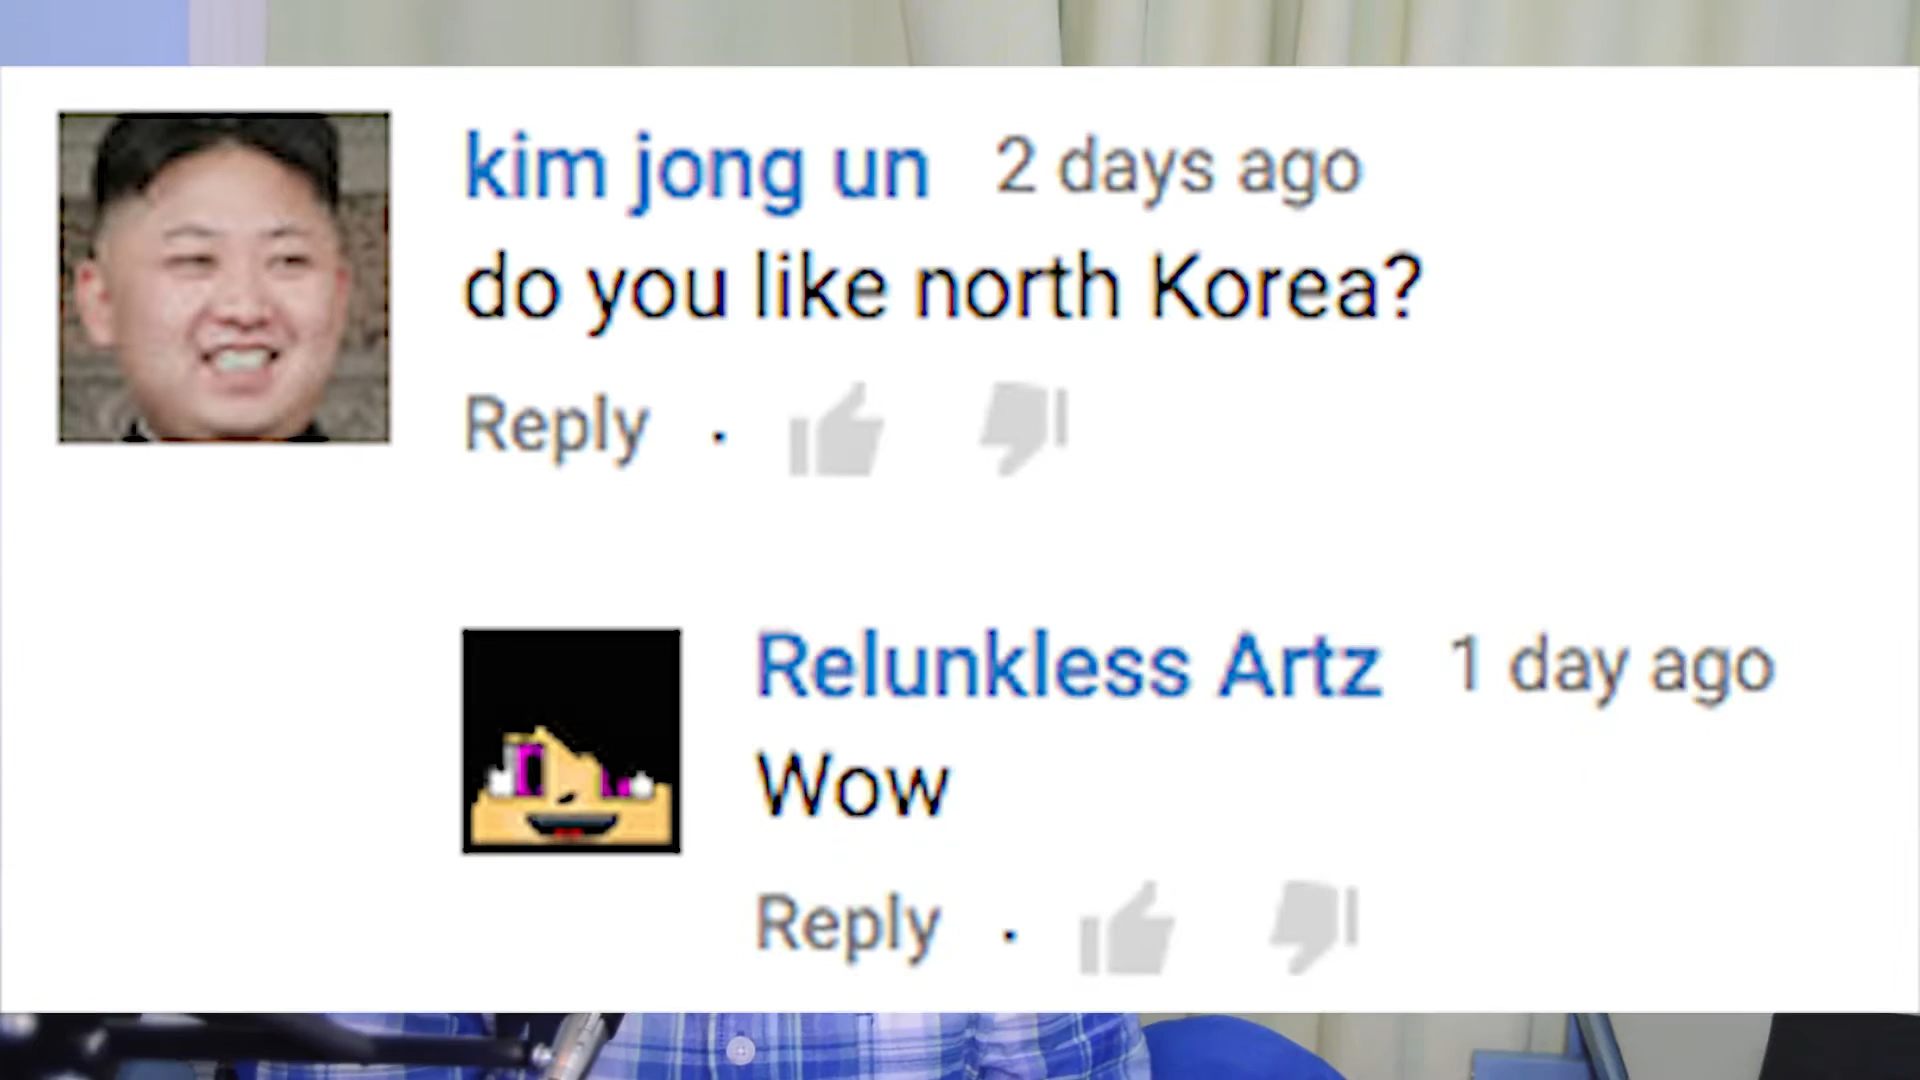 kim jong un 2 days ago
do you like north Korea?
Reply ·
Relunkless Artz 1 day ago
Wow
Reply ·